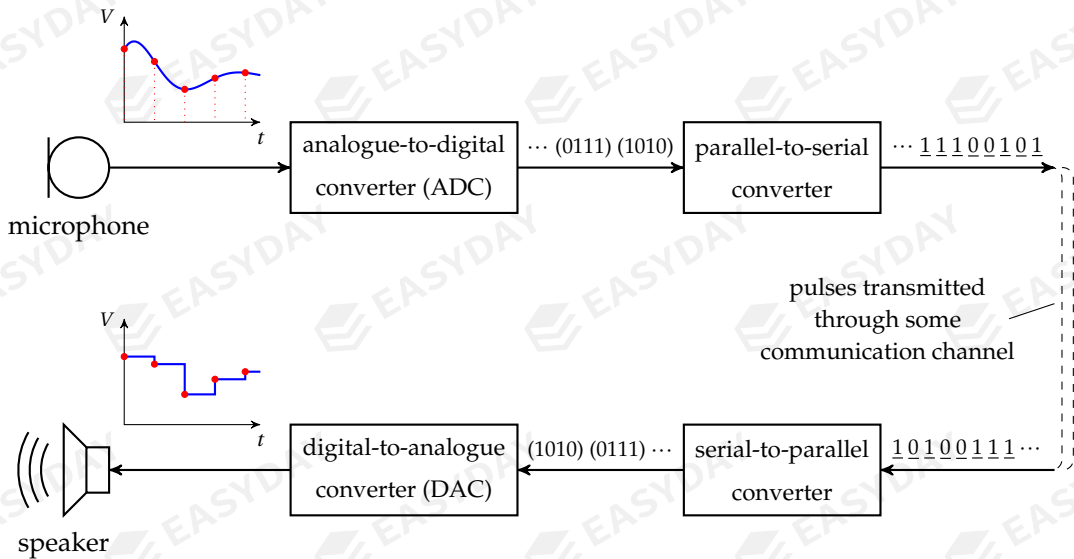 V
t
analogue-to-digital
converter (ADC)
··· (0111) (1010)
parallel-to-serial
converter
··· 1 1 1 0 0 1 0 1
microphone
pulses transmitted
through some
communication channel
V
t
digital-to-analogue
converter (DAC)
(1010) (0111) ···
serial-to-parallel
converter
1 0 1 0 0 1 1 1 ···
speaker
EASYDAY